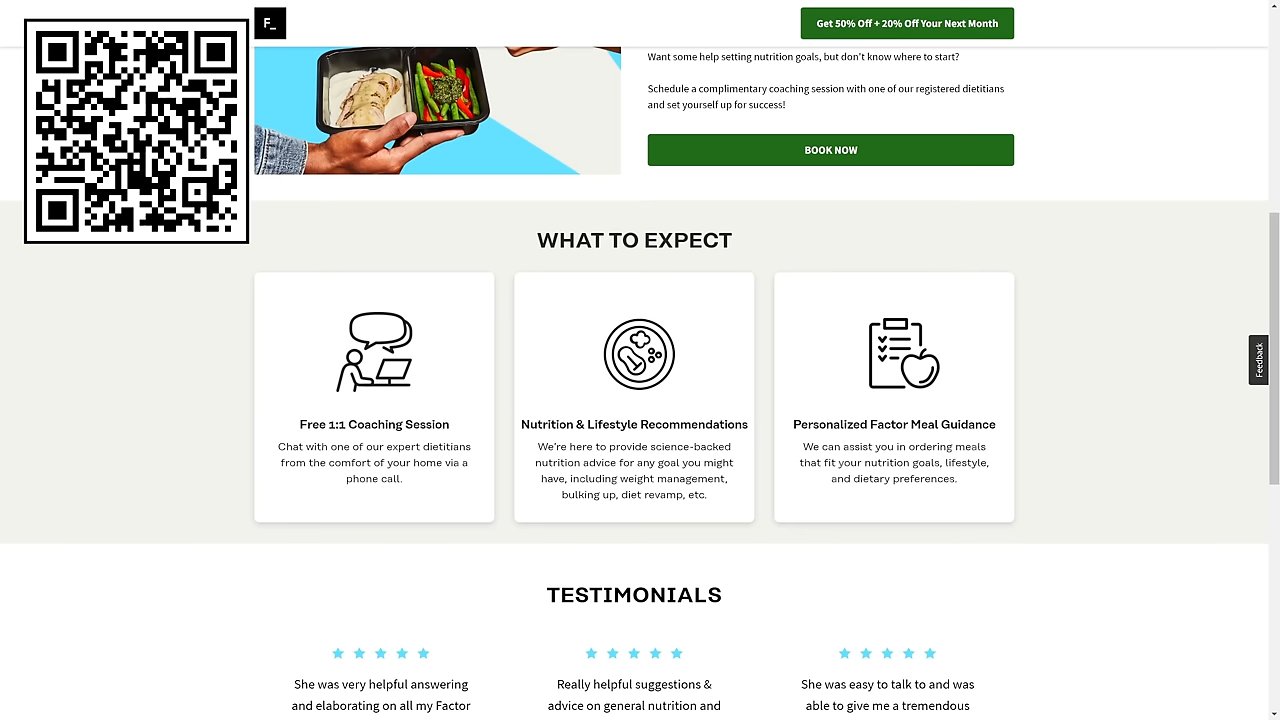 F_
Get 50% Off + 20% Off Your Next Month
Want some help setting nutrition goals, but don't know where to start?
Schedule a complimentary coaching session with one of our registered dietitians
and set yourself up for success!
BOOK NOW
WHAT TO EXPECT
Free 1:1 Coaching Session
Chat with one of our expert dietitians
from the comfort of your home via a
phone call.
Nutrition & Lifestyle Recommendations
We're here to provide science-backed
nutrition advice for any goal you might
have, including weight management,
bulking up, diet revamp, etc.
Personalized Factor Meal Guidance
We can assist you in ordering meals
that fit your nutrition goals, lifestyle,
and dietary preferences.
Feedback
TESTIMONIALS
She was very helpful answering
and elaborating on all my Factor
Really helpful suggestions &
advice on general nutrition and
She was easy to talk to and was
able to give me a tremendous